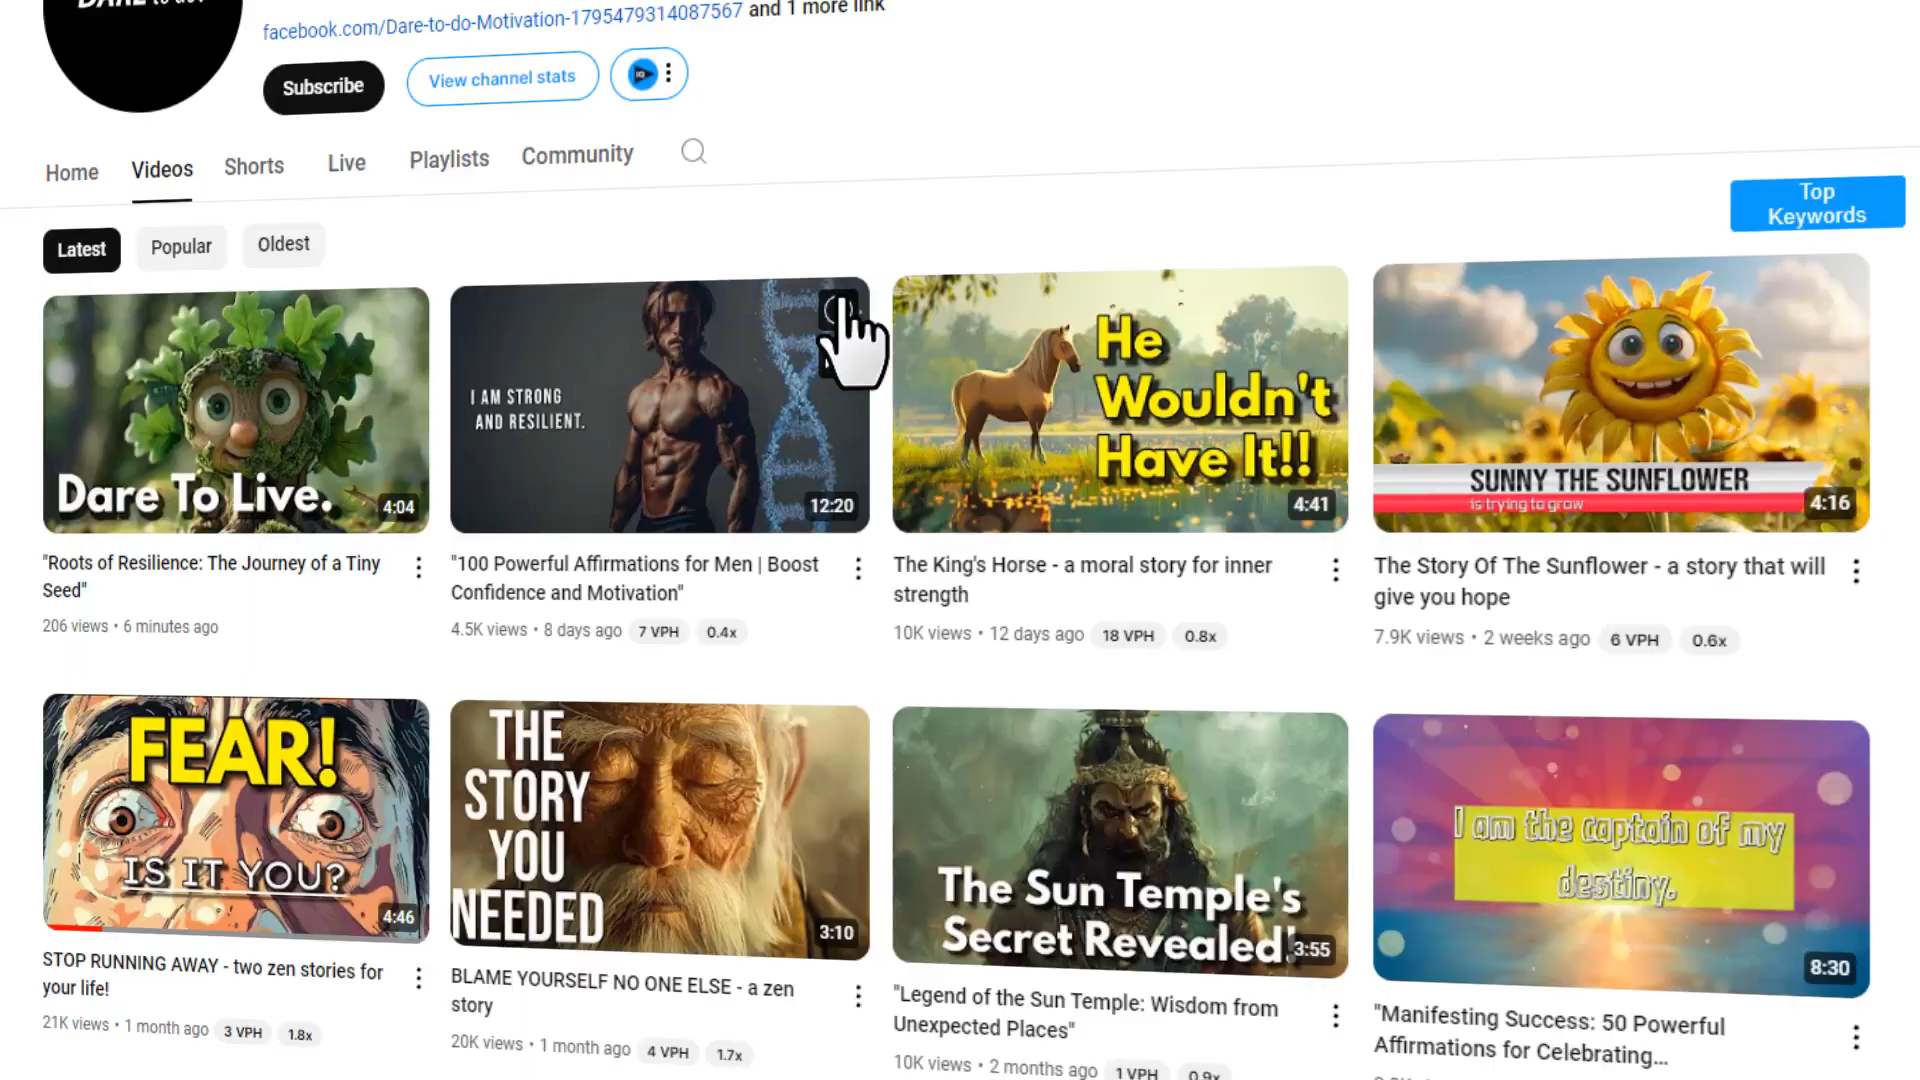 DARE to do!
facebook.com/Dare-to-do-Motivation-1795479314087567 and 1 more link
Subscribe
View channel stats
Home Videos Shorts Live Playlists Community
Top
Keywords
Latest Popular Oldest
Dare To Live.
4:04
I AM STRONG
AND RESILIENT.
12:20
He
Wouldn't
Have It!!
4:41
SUNNY THE SUNFLOWER
is trying to grow
4:16
"Roots of Resilience: The Journey of a Tiny
Seed"
206 views • 6 minutes ago
"100 Powerful Affirmations for Men | Boost
Confidence and Motivation"
4.5K views • 8 days ago 7 VPH 0.4x
The King's Horse - a moral story for inner
strength
10K views • 12 days ago 18 VPH 0.8x
The Story Of The Sunflower - a story that will
give you hope
7.9K views • 2 weeks ago 6 VPH 0.6x
FEAR!
IS IT YOU?
4:46
THE
STORY
YOU
NEEDED
3:10
The Sun Temple's
Secret Revealed!
3:55
I am the captain of my
destiny.
8:30
STOP RUNNING AWAY - two zen stories for
your life!
21K views • 1 month ago 3 VPH 1.8x
BLAME YOURSELF NO ONE ELSE - a zen
story
20K views • 1 month ago 4 VPH 1.7x
"Legend of the Sun Temple: Wisdom from
Unexpected Places"
10K views • 2 months ago 1 VPH 0.9x
"Manifesting Success: 50 Powerful
Affirmations for Celebrating...